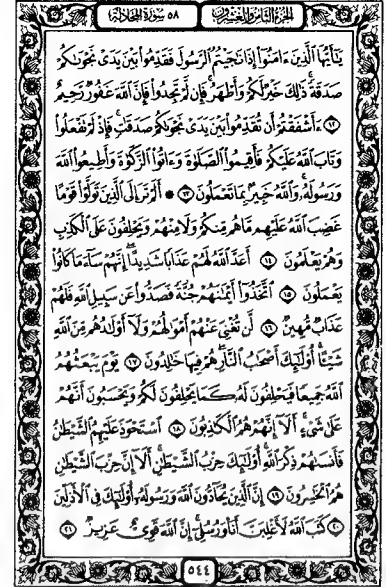 الجزء الثامن والعشرون
٥٨ سورة المجادلة
يَٰٓأَيُّهَا ٱلَّذِينَ ءَامَنُوٓا۟ إِذَا نَٰجَيْتُمُ ٱلرَّسُولَ فَقَدِّمُوا۟ بَيْنَ يَدَىْ نَجْوَىٰكُمْ
صَدَقَةً ذَٰلِكَ خَيْرٌ لَّكُمْ وَأَطْهَرُ فَإِن لَّمْ تَجِدُوا۟ فَإِنَّ ٱللَّهَ غَفُورٌ رَّحِيمٌ
١٢ ءَأَشْفَقْتُمْ أَن تُقَدِّمُوا۟ بَيْنَ يَدَىْ نَجْوَىٰكُمْ صَدَقَٰتٍ فَإِذْ لَمْ تَفْعَلُوا۟
وَتَابَ ٱللَّهُ عَلَيْكُمْ فَأَقِيمُوا۟ ٱلصَّلَوٰةَ وَءَاتُوا۟ ٱلزَّكَوٰةَ وَأَطِيعُوا۟ ٱللَّهَ
وَرَسُولَهُۥ وَٱللَّهُ خَبِيرٌۢ بِمَا تَعْمَلُونَ ١٣ * أَلَمْ تَرَ إِلَى ٱلَّذِينَ تَوَلَّوْا۟ قَوْمًا
غَضِبَ ٱللَّهُ عَلَيْهِم مَّا هُم مِّنكُمْ وَلَا مِنْهُمْ وَيَحْلِفُونَ عَلَى ٱلْكَذِبِ
وَهُمْ يَعْلَمُونَ ١٤ أَعَدَّ ٱللَّهُ لَهُمْ عَذَابًا شَدِيدًا إِنَّهُمْ سَآءَ مَا كَانُوا۟
يَعْمَلُونَ ١٥ ٱتَّخَذُوٓا۟ أَيْمَٰنَهُمْ جُنَّةً فَصَدُّوا۟ عَن سَبِيلِ ٱللَّهِ فَلَهُمْ
عَذَابٌ مُّهِينٌ ١٦ لَّن تُغْنِىَ عَنْهُمْ أَمْوَٰلُهُمْ وَلَآ أَوْلَٰدُهُم مِّنَ ٱللَّهِ
شَيْـًٔا أُو۟لَٰٓئِكَ أَصْحَٰبُ ٱلنَّارِ هُمْ فِيهَا خَٰلِدُونَ ١٧ يَوْمَ يَبْعَثُهُمُ
ٱللَّهُ جَمِيعًا فَيَحْلِفُونَ لَهُۥ كَمَا يَحْلِفُونَ لَكُمْ وَيَحْسَبُونَ أَنَّهُمْ
عَلَىٰ شَىْءٍ أَلَآ إِنَّهُمْ هُمُ ٱلْكَٰذِبُونَ ١٨ ٱسْتَحْوَذَ عَلَيْهِمُ ٱلشَّيْطَٰنُ
فَأَنسَىٰهُمْ ذِكْرَ ٱللَّهِ أُو۟لَٰٓئِكَ حِزْبُ ٱلشَّيْطَٰنِ أَلَآ إِنَّ حِزْبَ ٱلشَّيْطَٰنِ
هُمُ ٱلْخَٰسِرُونَ ١٩ إِنَّ ٱلَّذِينَ يُحَآدُّونَ ٱللَّهَ وَرَسُولَهُۥٓ أُو۟لَٰٓئِكَ فِى ٱلْأَذَلِّينَ
٢٠ كَتَبَ ٱللَّهُ لَأَغْلِبَنَّ أَنَا۠ وَرُسُلِىٓ إِنَّ ٱللَّهَ قَوِىٌّ عَزِيزٌ ٢١
٥٤٤